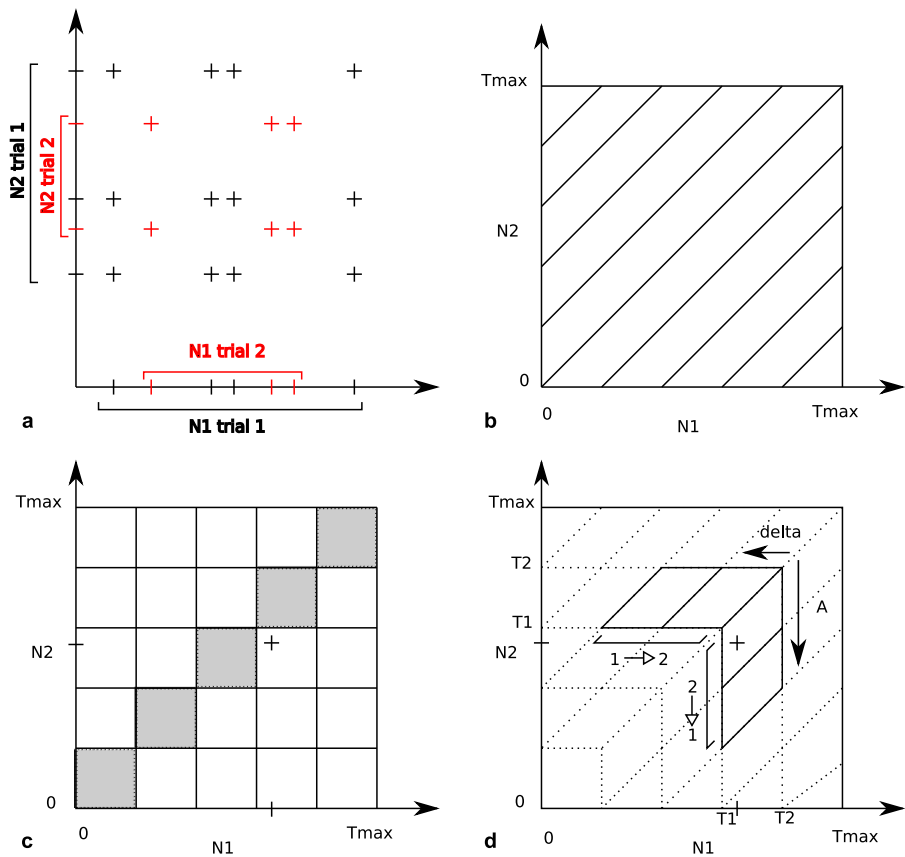 N2 trial 1
N2 trial 2
N1 trial 2
N1 trial 1
a
Tmax
N2
0
0
N1
Tmax
b
Tmax
N2
0
0
N1
Tmax
c
Tmax
delta
T2
A
T1
N2
1 2
2
1
0
0
T1
T2
N1
Tmax
d